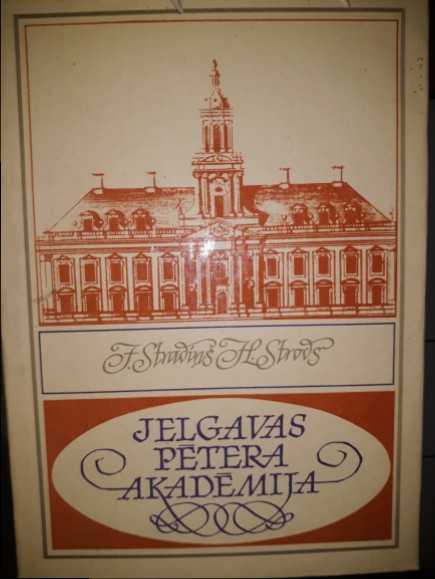 J. Stradiņš H. Strods
JELGAVAS
PĒTERA
AKADĒMIJA